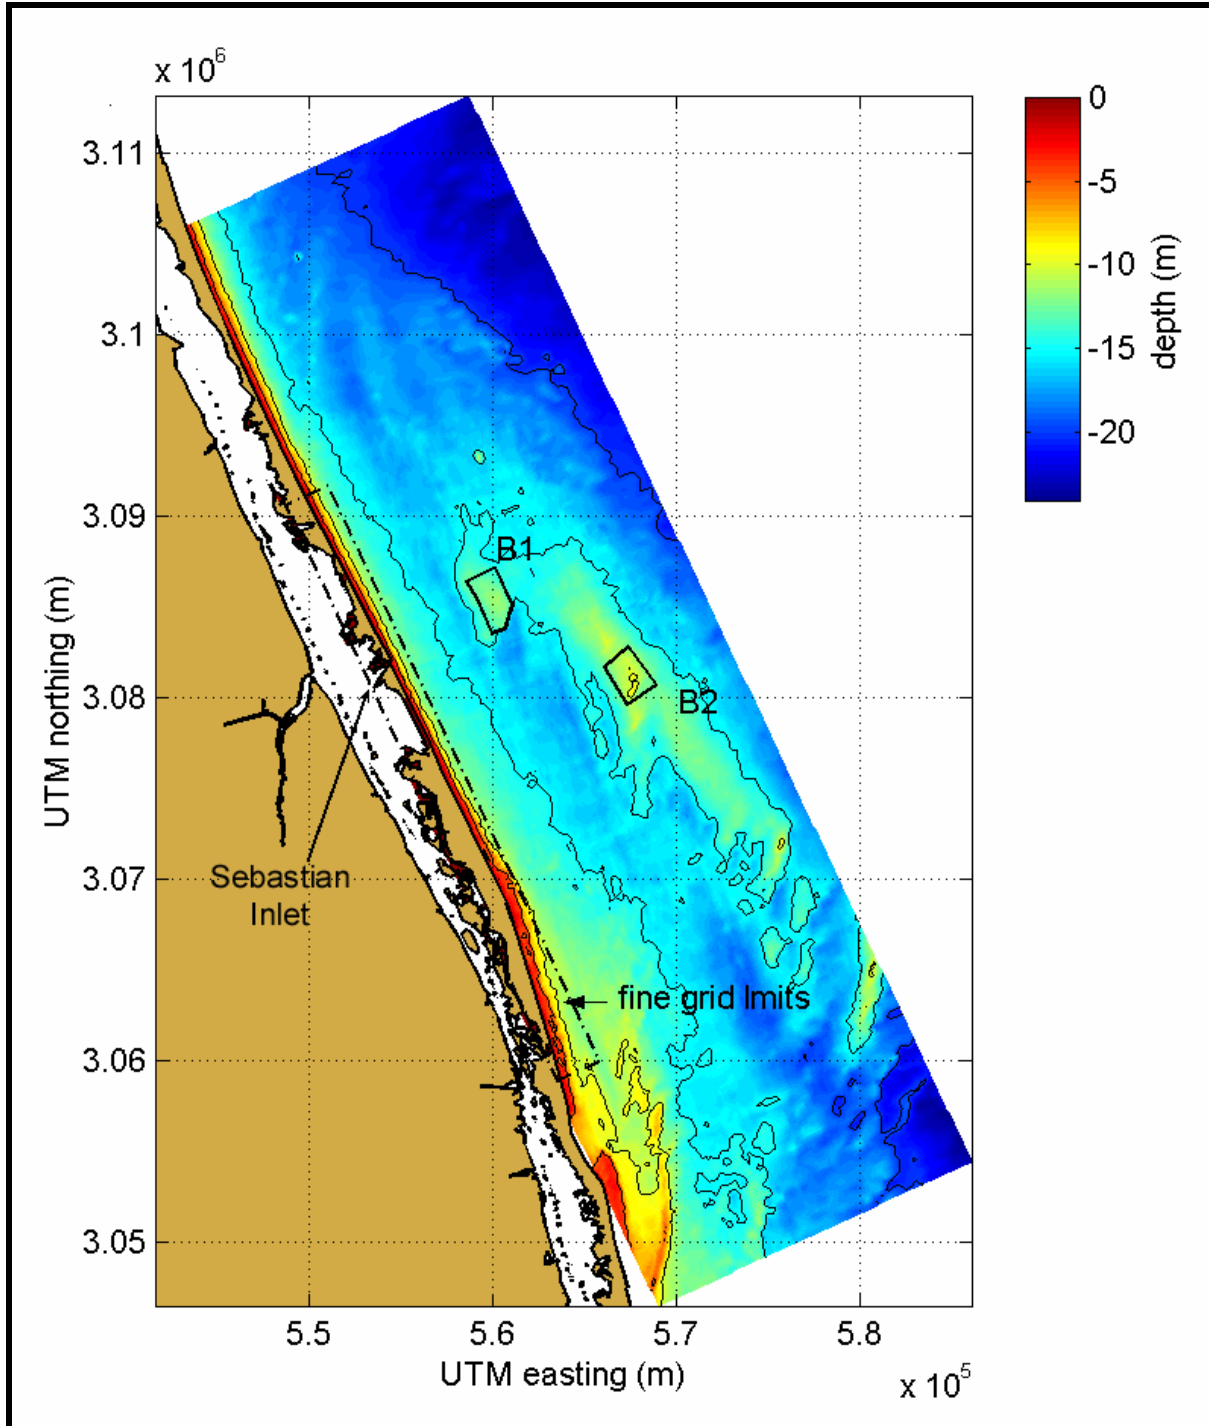 x 10^6
3.11
3.1
3.09
3.08
3.07
3.06
3.05
UTM northing (m)
B1
B2
Sebastian
Inlet
fine grid lmits
5.5
5.6
5.7
5.8
UTM easting (m)
x 10^5
0
-5
-10
-15
-20
depth (m)